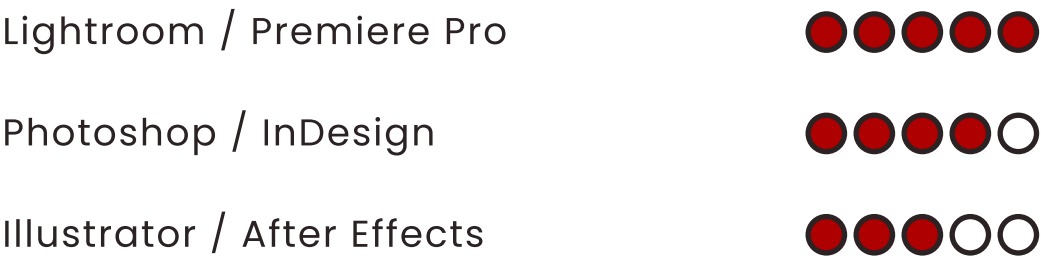 Lightroom / Premiere Pro
Photoshop / InDesign
Illustrator / After Effects